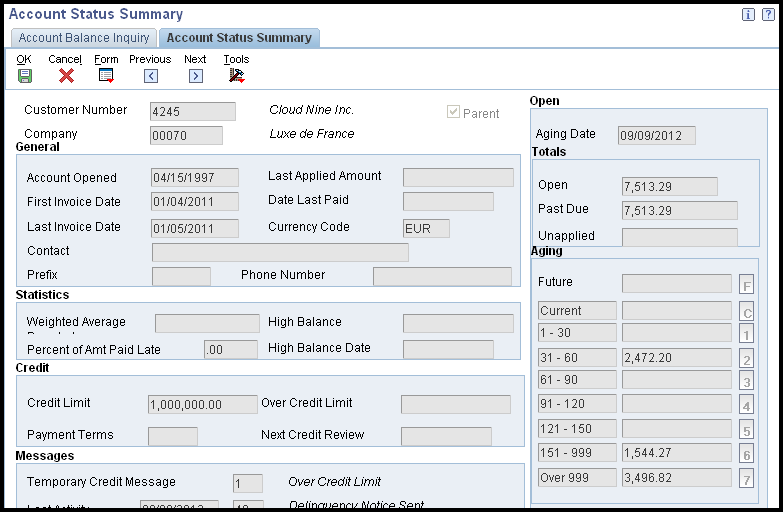 Account Status Summary
Account Balance Inquiry Account Status Summary
OK Cancel Form Previous Next Tools
Customer Number 4245 Cloud Nine Inc. Parent
Company 00070 Luxe de France
General
Account Opened 04/15/1997 Last Applied Amount
First Invoice Date 01/04/2011 Date Last Paid
Last Invoice Date 01/05/2011 Currency Code EUR
Contact
Prefix Phone Number
Statistics
Weighted Average High Balance
Percent of Amt Paid Late .00 High Balance Date
Credit
Credit Limit 1,000,000.00 Over Credit Limit
Payment Terms Next Credit Review
Messages
Temporary Credit Message 1 Over Credit Limit
Last Activity Delinquency Notice Sent
Open
Aging Date 09/09/2012
Totals
Open 7,513.29
Past Due 7,513.29
Unapplied
Aging
Future F
Current C
1 - 30 1
31 - 60 2,472.20 2
61 - 90 3
91 - 120 4
121 - 150 5
151 - 999 1,544.27 6
Over 999 3,496.82 7